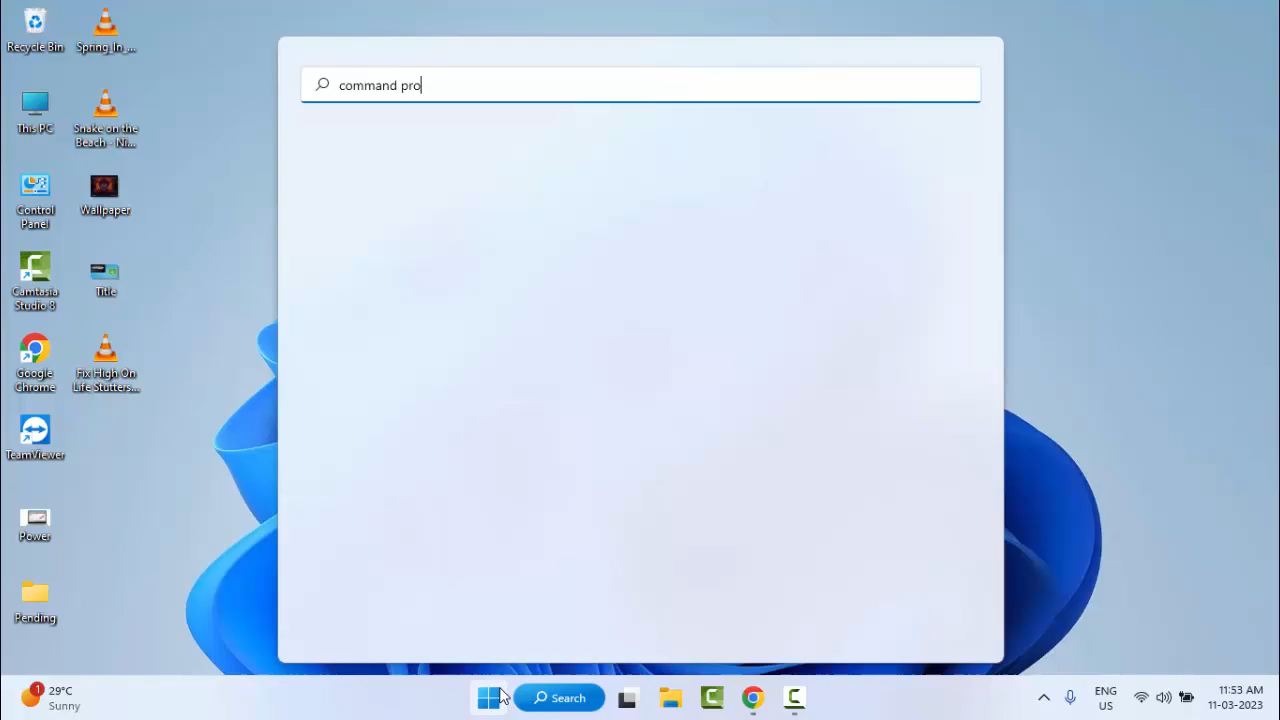 Recycle Bin
Spring_In_...
This PC
Snake on the
Beach - Ni...
Control
Panel
Wallpaper
Camtasia
Studio 8
Title
Google
Chrome
Fix High On
Life Stutters...
TeamViewer
Power
Pending
command pro
1
29°C
Sunny
Search
ENG
US
11:53 AM
11-03-2023